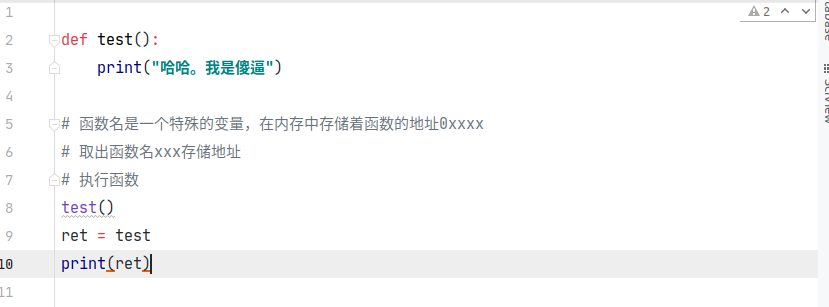 2
1
2 def test():
3 print("哈哈。我是傻逼")
4
5 # 函数名是一个特殊的变量，在内存中存储着函数的地址0xxxx
6 # 取出函数名xxx存储地址
7 # 执行函数
8 test()
9 ret = test
10 print(ret)
11